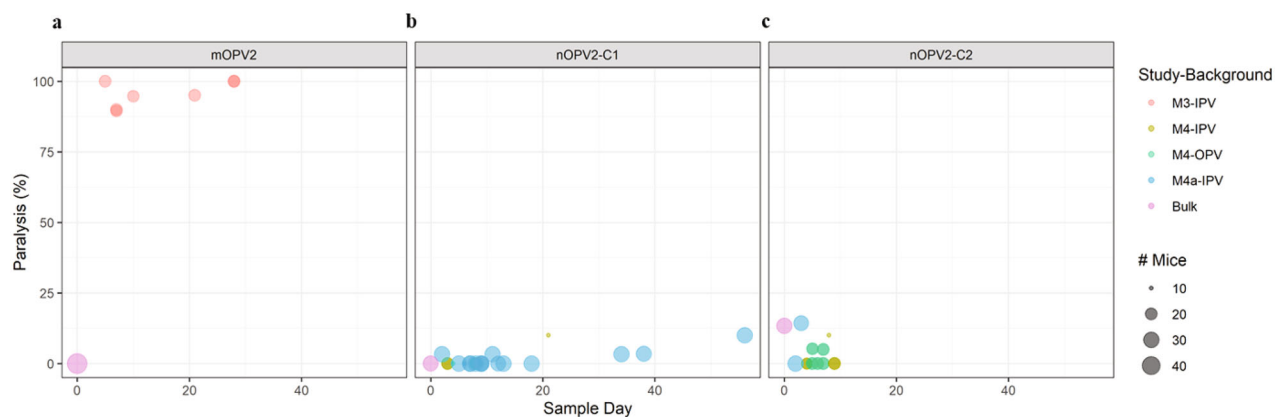 a
b
c
mOPV2
nOPV2-C1
nOPV2-C2
Paralysis (%)
100
75
50
25
0
0
20
40
0
20
40
0
20
40
Sample Day
Study-Background
M3-IPV
M4-IPV
M4-OPV
M4a-IPV
Bulk
# Mice
10
20
30
40